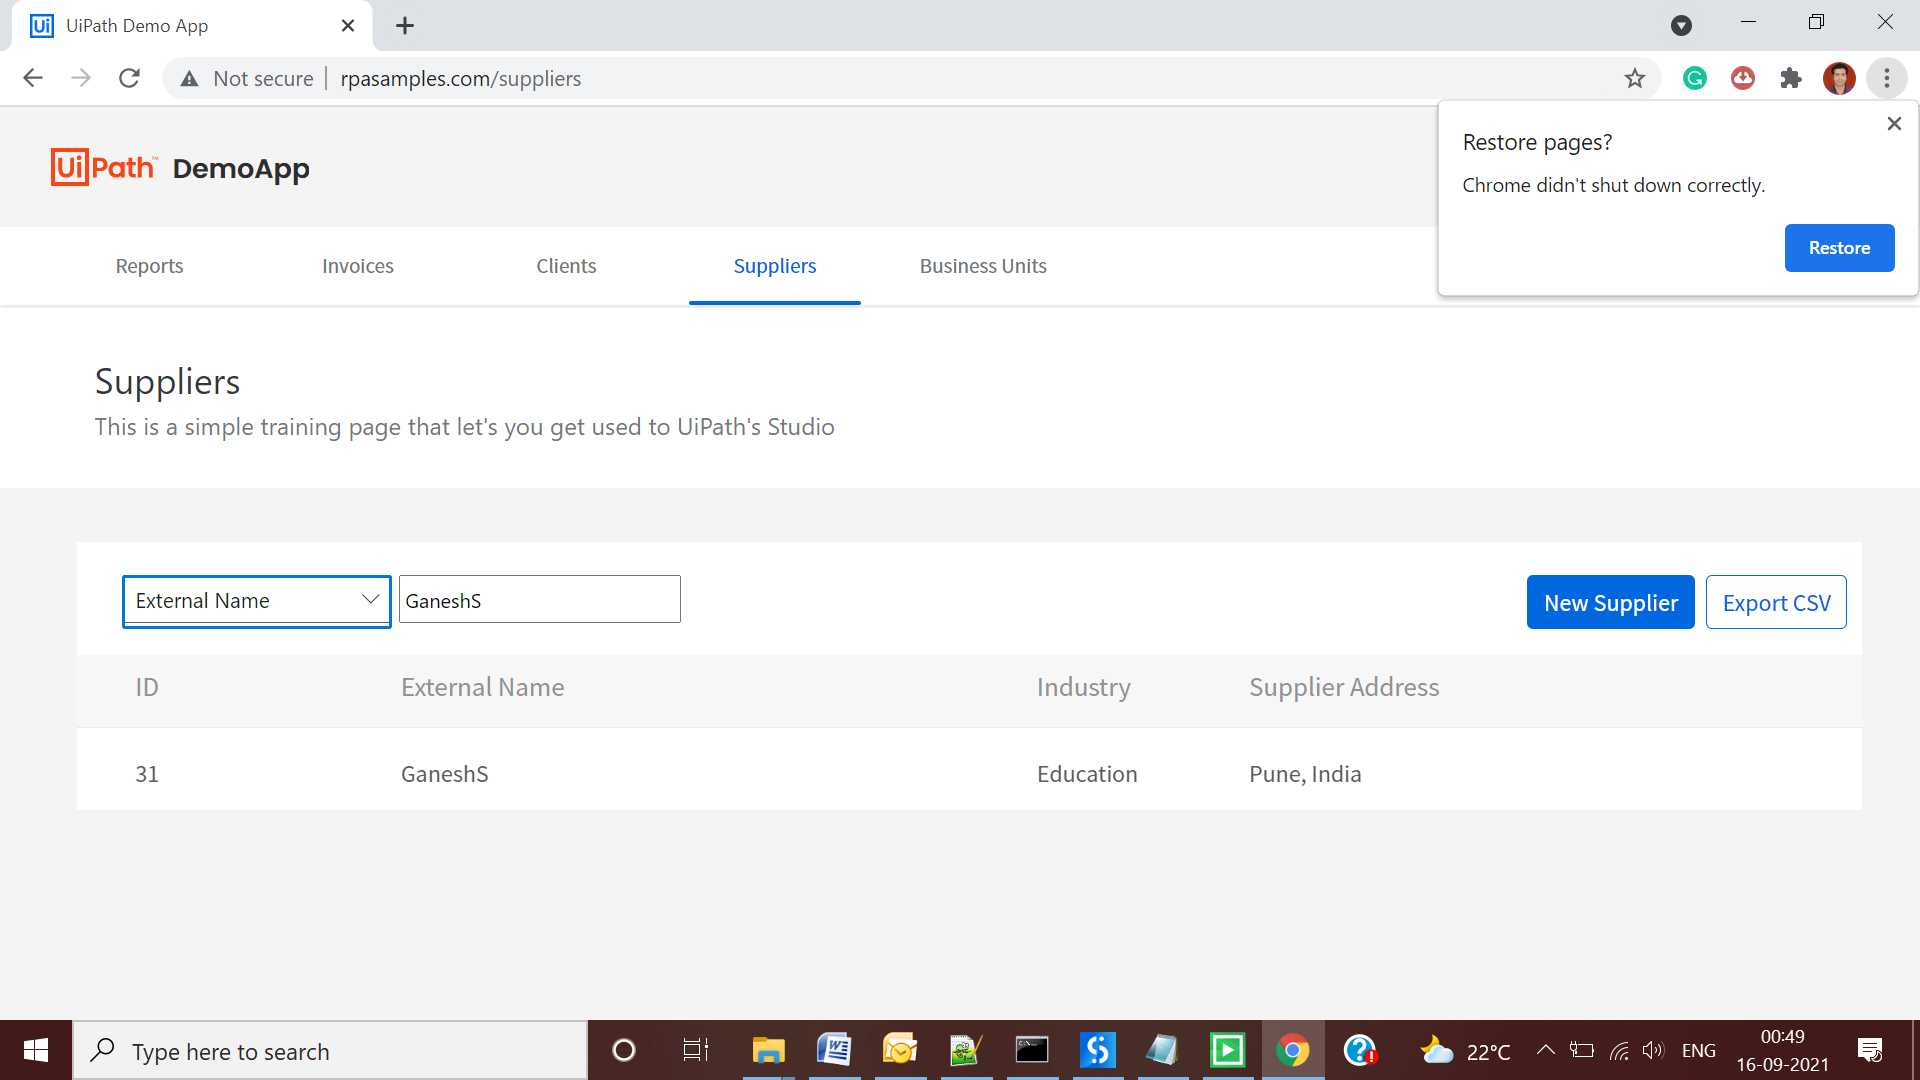 UiPath Demo App
Not secure rpasamples.com/suppliers
Restore pages?
Chrome didn't shut down correctly.
Restore
UiPath™ DemoApp
Reports Invoices Clients Suppliers Business Units
Suppliers
This is a simple training page that let's you get used to UiPath's Studio
External Name GaneshS New Supplier Export CSV
ID External Name Industry Supplier Address
31 GaneshS Education Pune, India
Type here to search
22°C ENG
00:49
16-09-2021